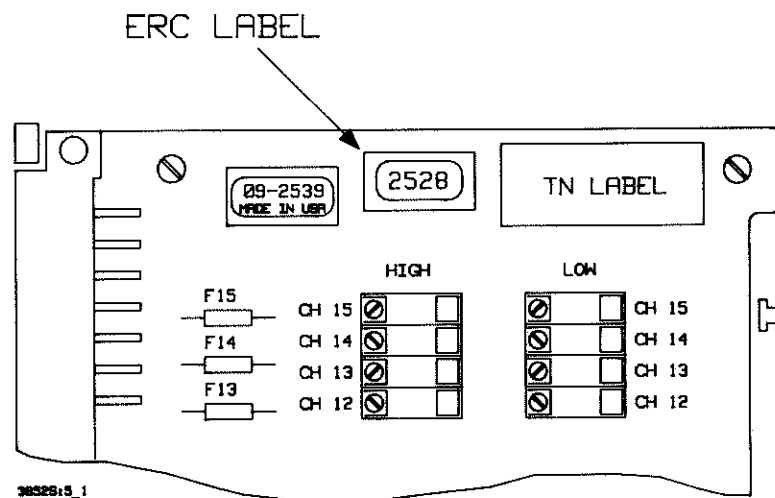 ERC LABEL
09-2539
MADE IN USA
2528
TN LABEL
HIGH
LOW
F15
CH 15
CH 15
F14
CH 14
CH 14
F13
CH 13
CH 13
CH 12
CH 12
38526:5_1